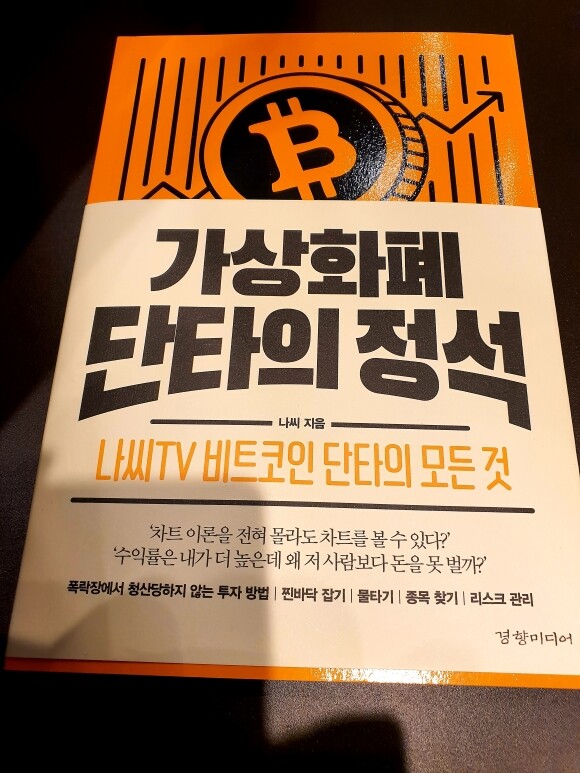 가상화폐
단타의 정석
나씨 지음
나씨TV 비트코인 단타의 모든 것
‘차트 이론을 전혀 몰라도 차트를 볼 수 있다?’
‘수익률은 내가 더 높은데 왜 저 사람보다 돈을 못 벌까?’
폭락장에서 청산당하지 않는 투자 방법 | 찐바닥 잡기 | 물타기 | 종목 찾기 | 리스크 관리
경향미디어